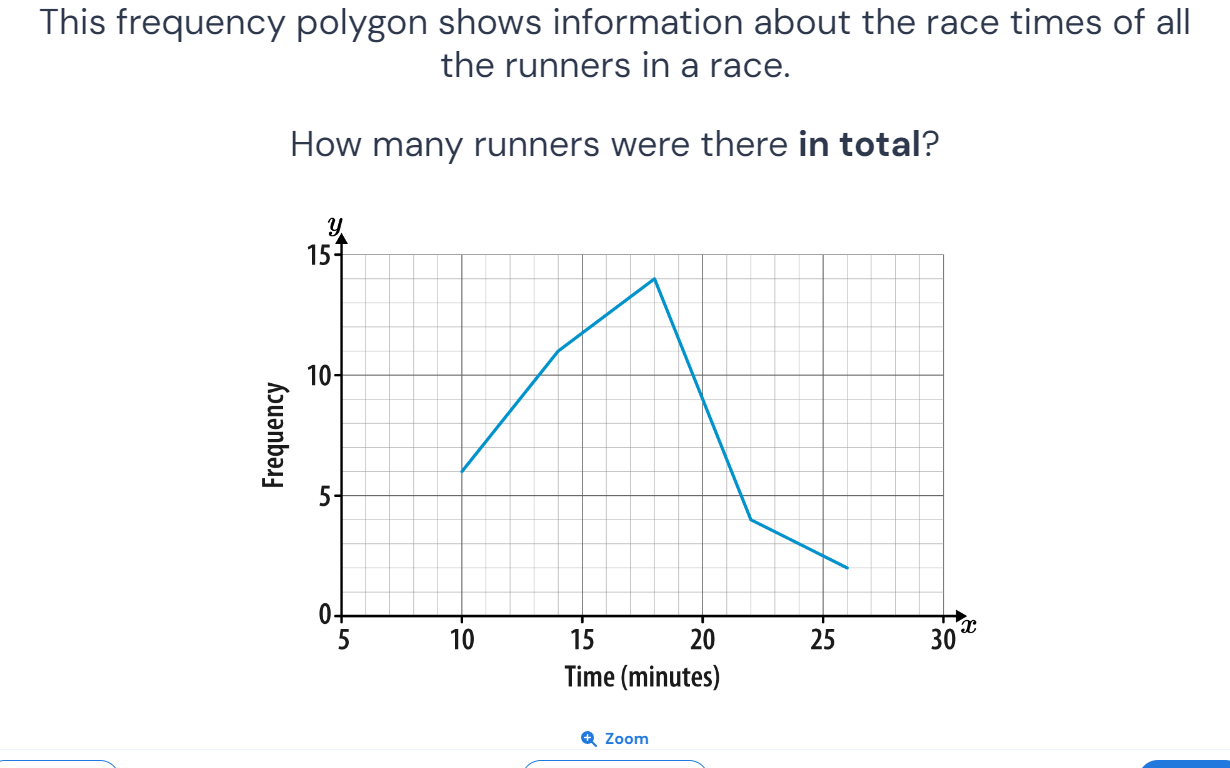 This frequency polygon shows information about the race times of all
the runners in a race.
How many runners were there in total?
y
15
10
5
0
Frequency
5 10 15 20 25 30 x
Time (minutes)
Zoom